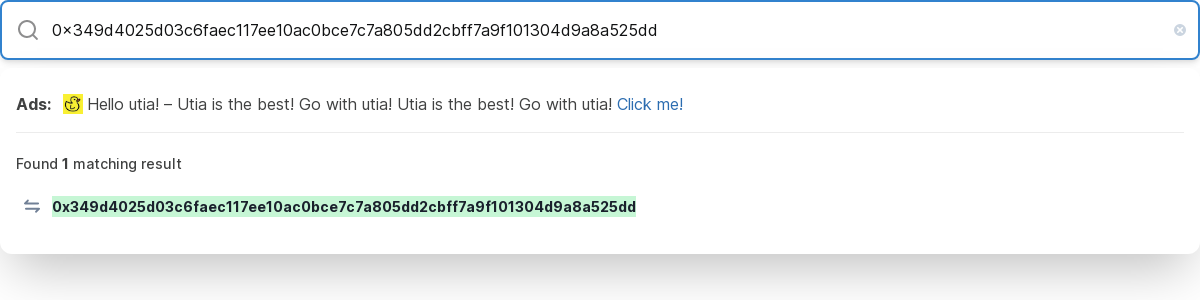 0x349d4025d03c6faec117ee10ac0bce7c7a805dd2cbff7a9f101304d9a8a525dd
Ads: Hello utia! – Utia is the best! Go with utia! Utia is the best! Go with utia! Click me!
Found 1 matching result
0x349d4025d03c6faec117ee10ac0bce7c7a805dd2cbff7a9f101304d9a8a525dd